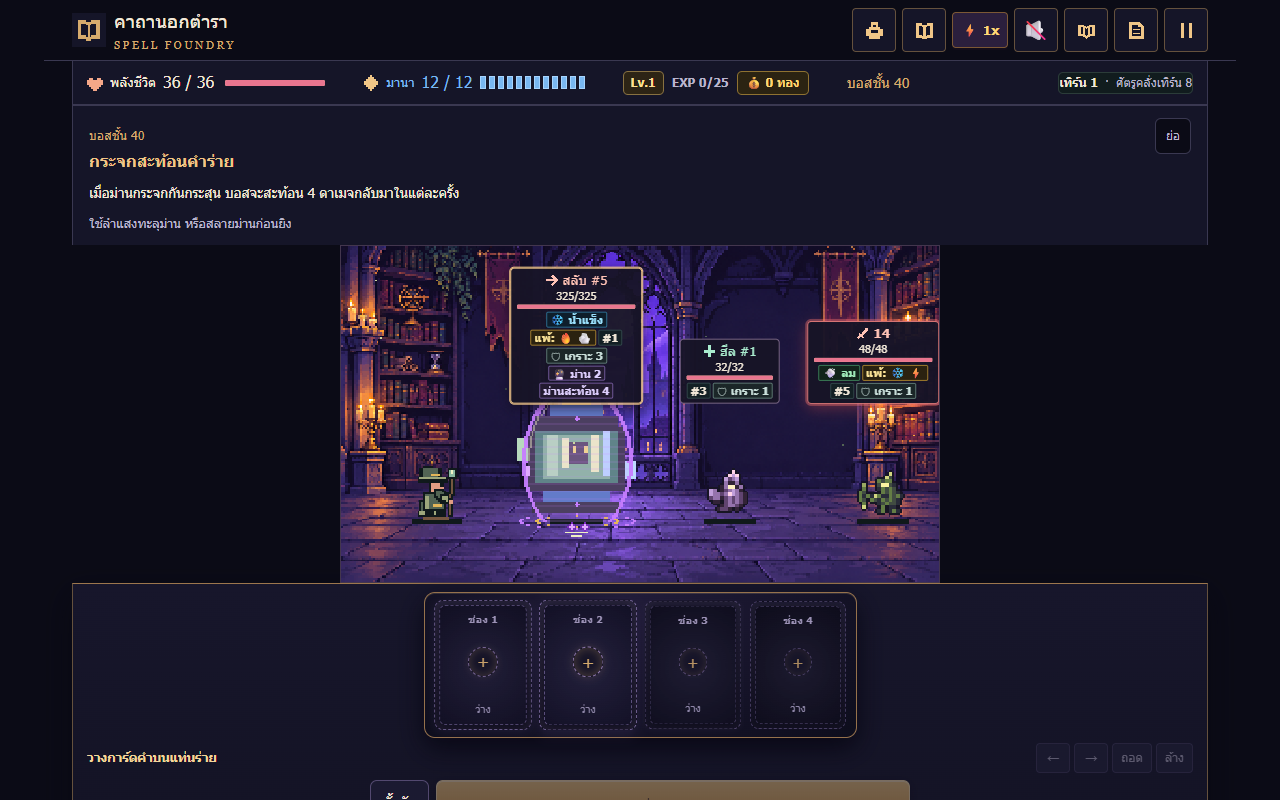 คาถานอกตำรา
SPELL FOUNDRY
1x
พลังชีวิต 36 / 36
มานา 12 / 12
Lv.1 EXP 0/25 0 ทอง
บอสชั้น 40
เทิร์น 1 · ศัตรูคลั่งเทิร์น 8
บอสชั้น 40
ย่อ
กระจกสะท้อนคำร่าย
เมื่อม่านกระจกกันกระสุน บอสจะสะท้อน 4 ดาเมจกลับมาในแต่ละครั้ง
ใช้ลำแสงทะลุม่าน หรือสลายม่านก่อนยิง
สลับ #5
325/325
น้ำแข็ง
แพ้: #1
เกราะ 3
ม่าน 2
ม่านสะท้อน 4
ฮีล #1
32/32
#3 เกราะ 1
14
48/48
ลม แพ้:
#5 เกราะ 1
ช่อง 1 ช่อง 2 ช่อง 3 ช่อง 4
+ + + +
ว่าง ว่าง ว่าง ว่าง
วางการ์ดคำบนแท่นร่าย
← → ถอด ล้าง